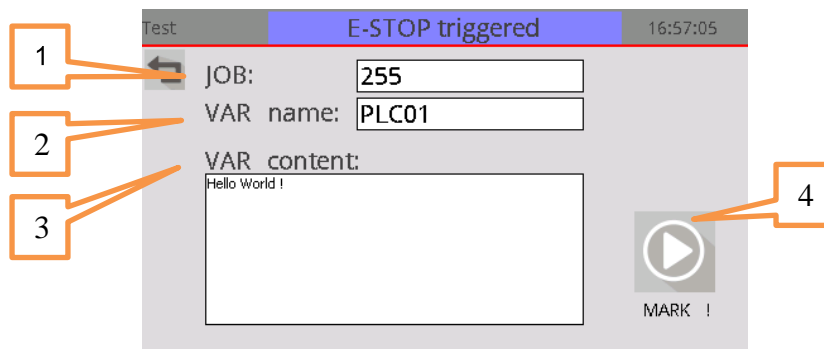 Test E-STOP triggered 16:57:05
1
JOB: 255
VAR name: PLC01
2
VAR content:
Hello World !
3
4
MARK !